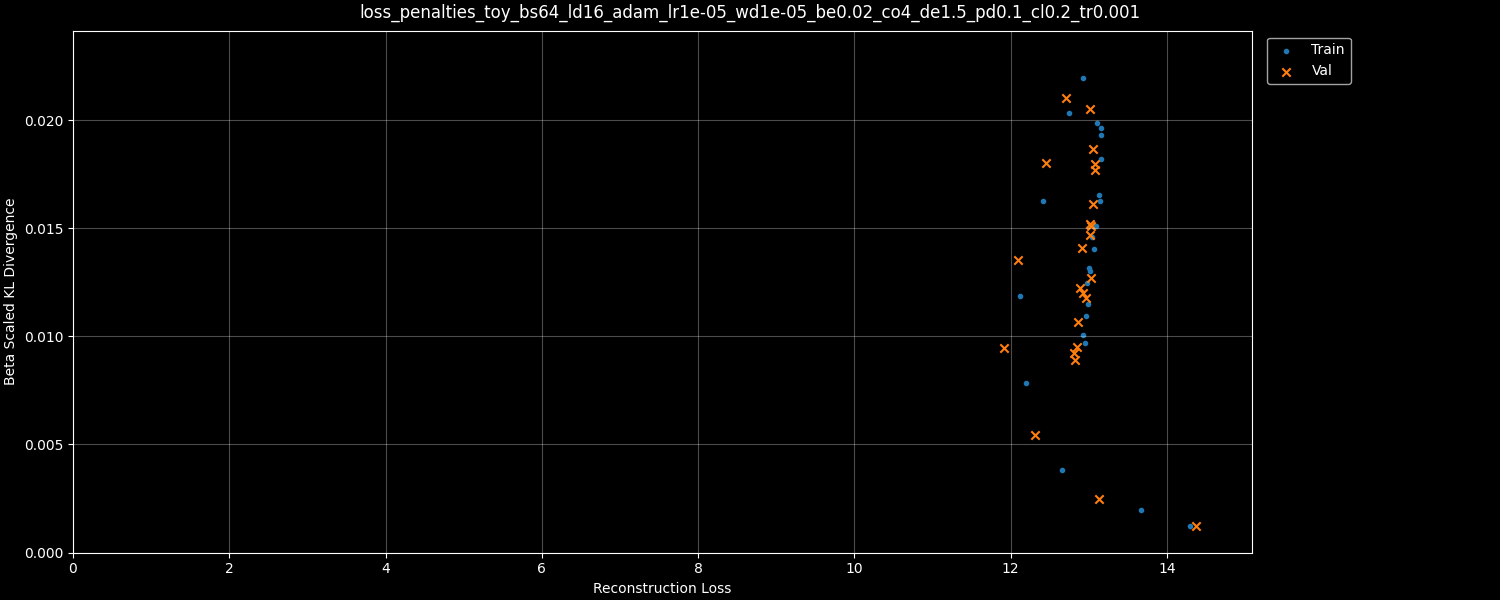 loss_penalties_toy_bs64_ld16_adam_lr1e-05_wd1e-05_be0.02_co4_de1.5_pd0.1_cl0.2_tr0.001
Train
Val
Beta Scaled KL Divergence
0.020
0.015
0.010
0.005
0.000
0 2 4 6 8 10 12 14
Reconstruction Loss